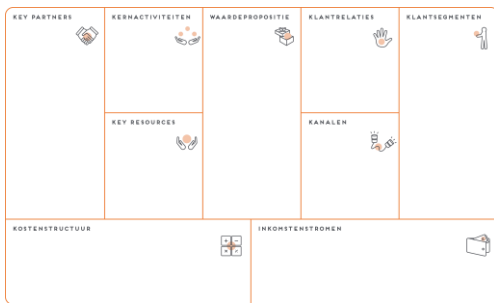 KEY PARTNERS
KERNACTIVITEITEN
WAARDEPROPOSITIE
KLANTRELATIES
KLANTSEGMENTEN
KEY RESOURCES
KANALEN
KOSTENSTRUCTUUR
INKOMSTENSTROMEN